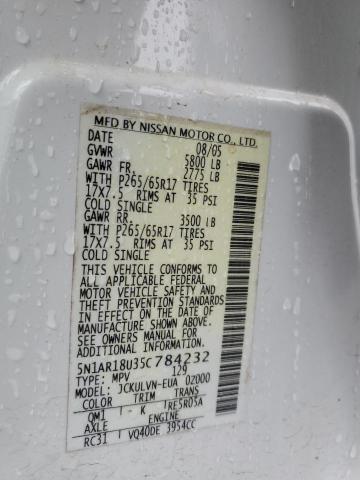 MFD BY NISSAN MOTOR CO., LTD.
DATE 08/05
GVWR 5800 LB
GAWR FR. 2775 LB
WITH P265/65R17 TIRES
17X7.5 RIMS AT 35 PSI
COLD SINGLE
GAWR RR. 3500 LB
WITH P265/65R17 TIRES
17X7.5 RIMS AT 35 PSI
COLD SINGLE
THIS VEHICLE CONFORMS TO
ALL APPLICABLE FEDERAL
MOTOR VEHICLE SAFETY AND
THEFT PREVENTION STANDARDS
IN EFFECT ON THE DATE OF
MANUFACTURE SHOWN ABOVE.
SEE OWNERS MANUAL FOR
ADDITIONAL INFORMATION.
5N1AR18U35C784232
TYPE: MPV 129
MODEL: JCKULVN-EUA 02000
COLOR TRIM TRANS
QM1 - K RE5R05A
AXLE ENGINE
RC31 VQ40DE 3954CC